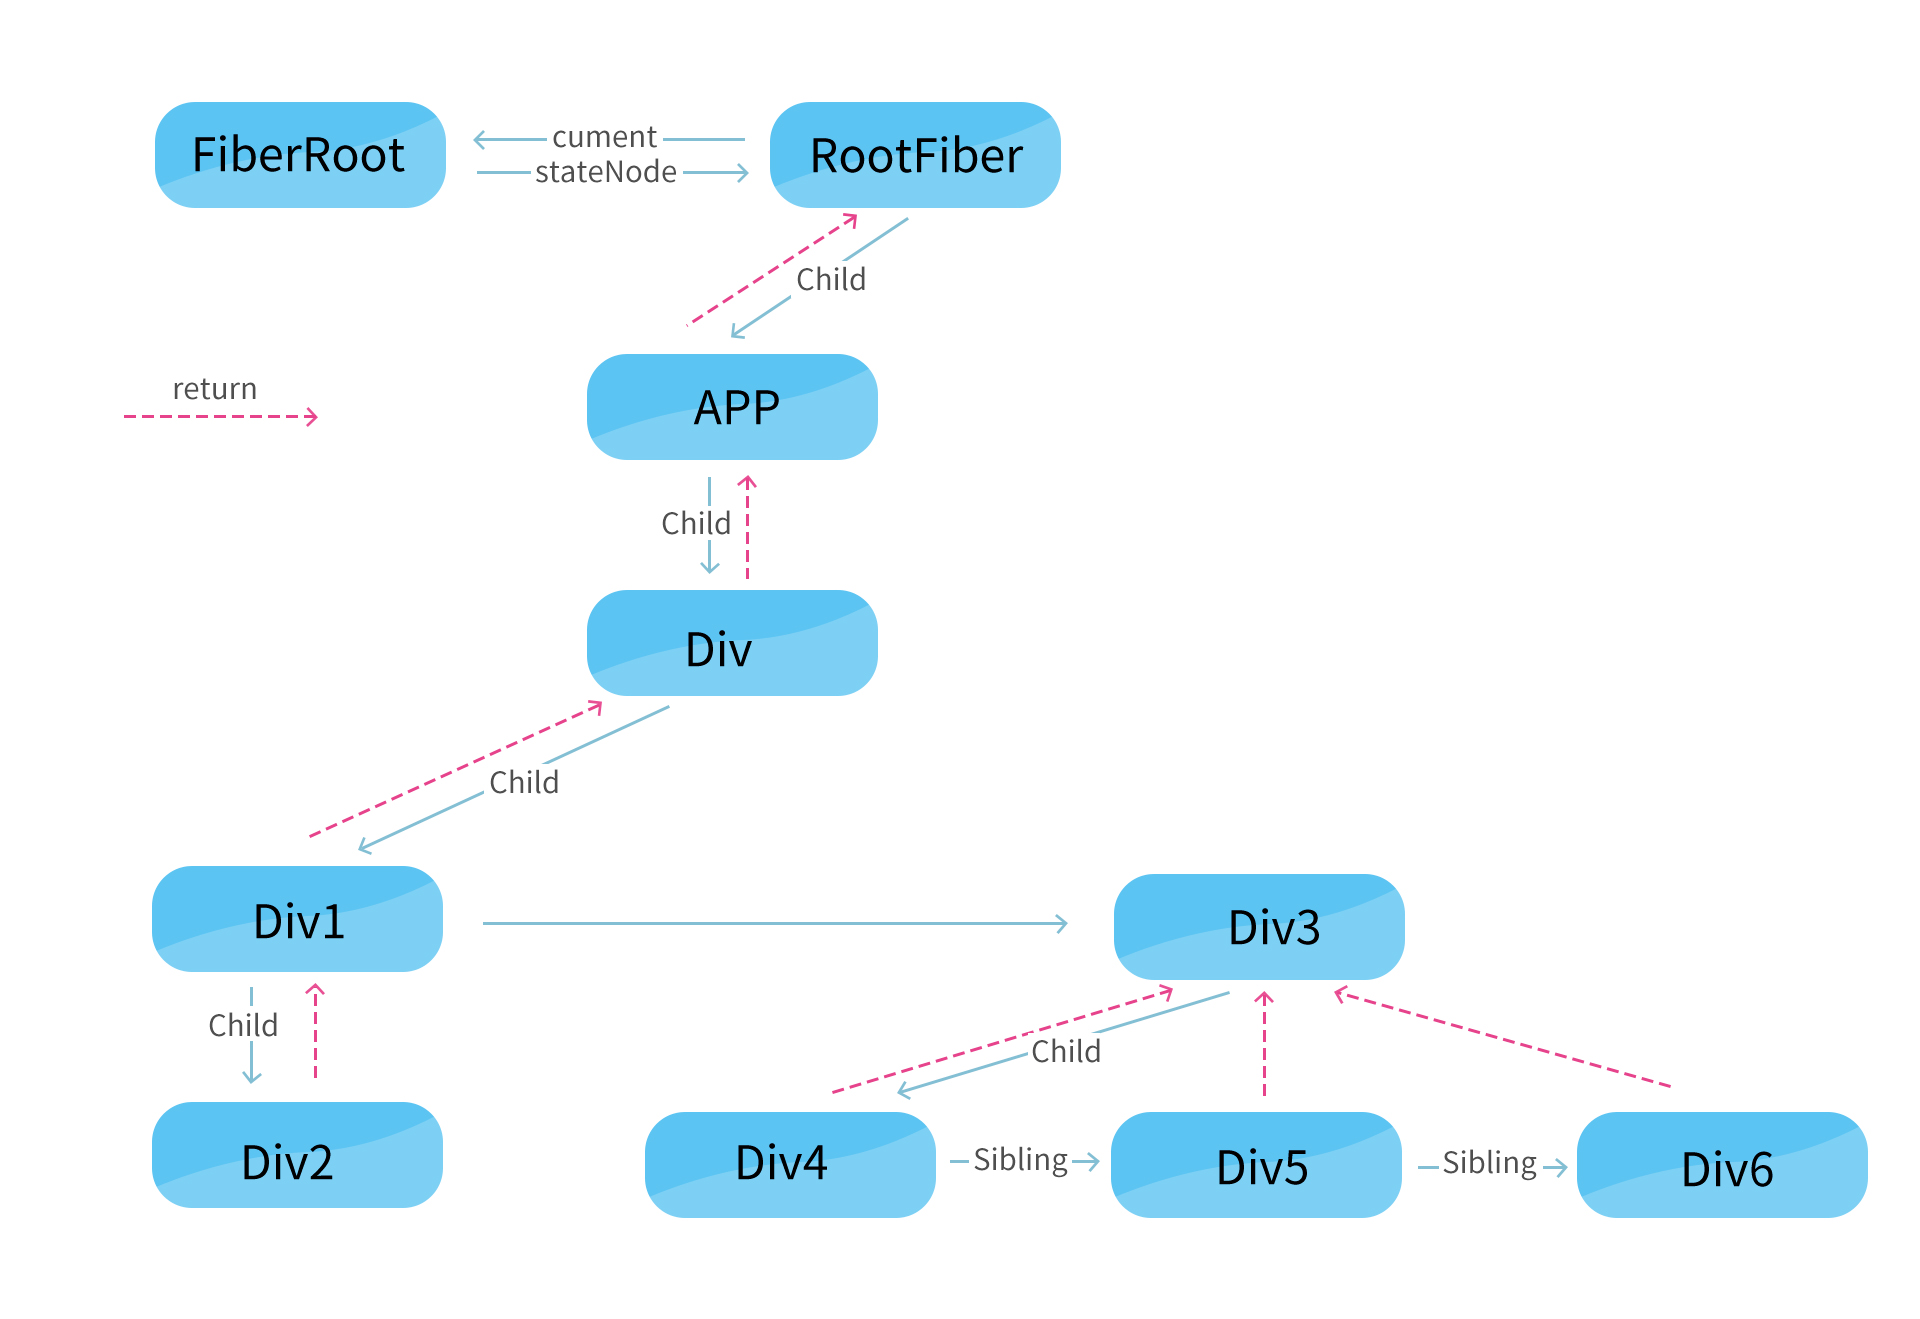 FiberRoot
cument
stateNode
RootFiber
Child
return
APP
Child
Div
Child
Div1
Div3
Child
Child
Div2
Div4
Sibling
Div5
Sibling
Div6